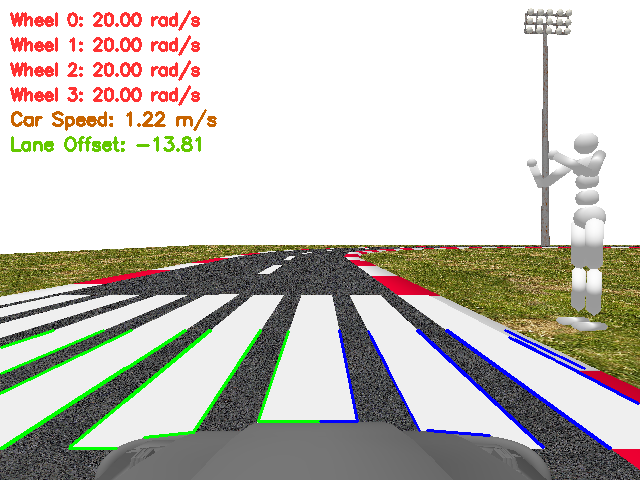 Wheel 0: 20.00 rad/s
Wheel 1: 20.00 rad/s
Wheel 2: 20.00 rad/s
Wheel 3: 20.00 rad/s
Car Speed: 1.22 m/s
Lane Offset: -13.81